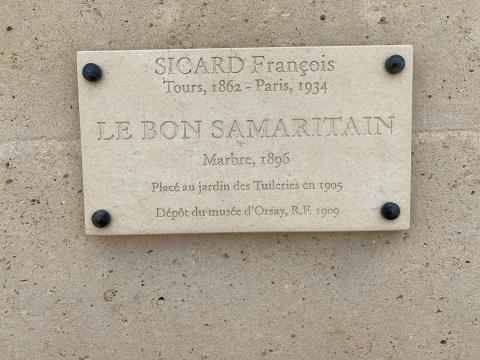 SICARD François
Tours, 1862 - Paris, 1934
LE BON SAMARITAIN
Marbre, 1896
Placé au jardin des Tuileries en 1905
Dépôt du musée d'Orsay, R.F. 1909